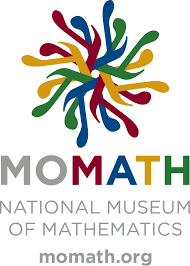 MOMATH
NATIONAL MUSEUM
OF MATHEMATICS
momath.org